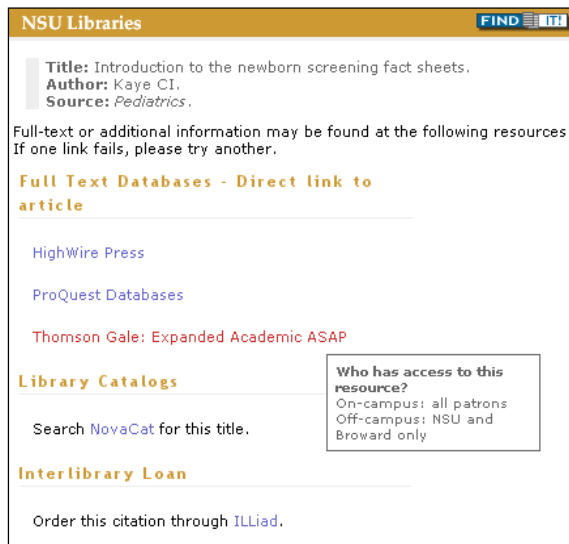 NSU Libraries
FIND IT!
Title: Introduction to the newborn screening fact sheets.
Author: Kaye CI.
Source: Pediatrics.
Full-text or additional information may be found at the following resources
If one link fails, please try another.
Full Text Databases - Direct link to
article
HighWire Press
ProQuest Databases
Thomson Gale: Expanded Academic ASAP
Who has access to this
resource?
On-campus: all patrons
Off-campus: NSU and
Broward only
Library Catalogs
Search NovaCat for this title.
Interlibrary Loan
Order this citation through ILLiad.